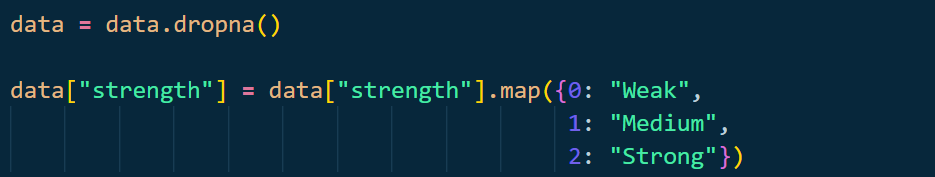 data = data.dropna()
data["strength"] = data["strength"].map({0: "Weak",
1: "Medium",
2: "Strong"})